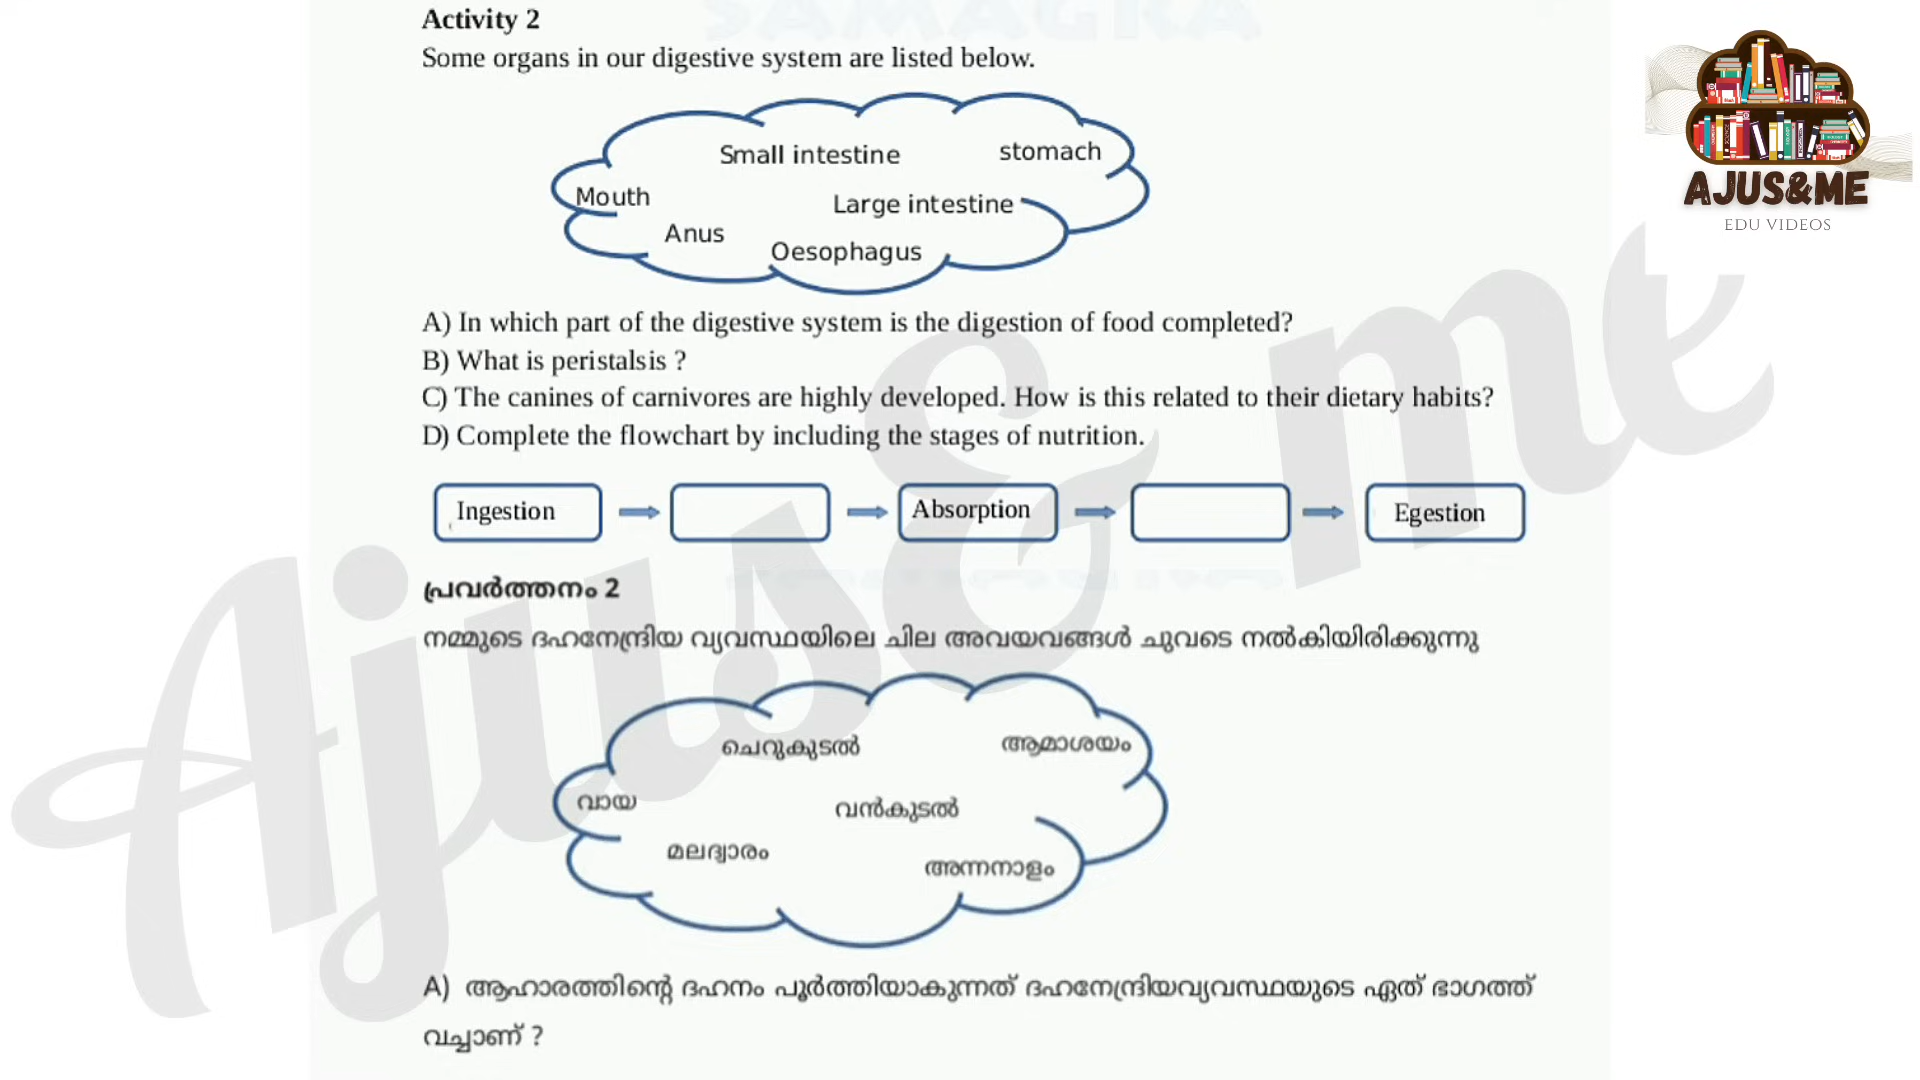 SAMAGRA
Activity 2
Some organs in our digestive system are listed below.
Small intestine
stomach
Mouth
Large intestine
Anus
Oesophagus
A) In which part of the digestive system is the digestion of food completed?
B) What is peristalsis ?
C) The canines of carnivores are highly developed. How is this related to their dietary habits?
D) Complete the flowchart by including the stages of nutrition.
Ingestion
Absorption
Egestion
പ്രവർത്തനം 2
നമ്മുടെ ദഹനേന്ദ്രിയ വ്യവസ്ഥയിലെ ചില അവയവങ്ങൾ ചുവടെ നൽകിയിരിക്കുന്നു
ചെറുകുടൽ
ആമാശയം
വായ
വൻകുടൽ
മലദ്വാരം
അന്നനാളം
A) ആഹാരത്തിന്റെ ദഹനം പൂർത്തിയാകുന്നത് ദഹനേന്ദ്രിയവ്യവസ്ഥയുടെ ഏത് ഭാഗത്ത്
വച്ചാണ് ?
AJUS&ME
EDU VIDEOS
Ajus& me